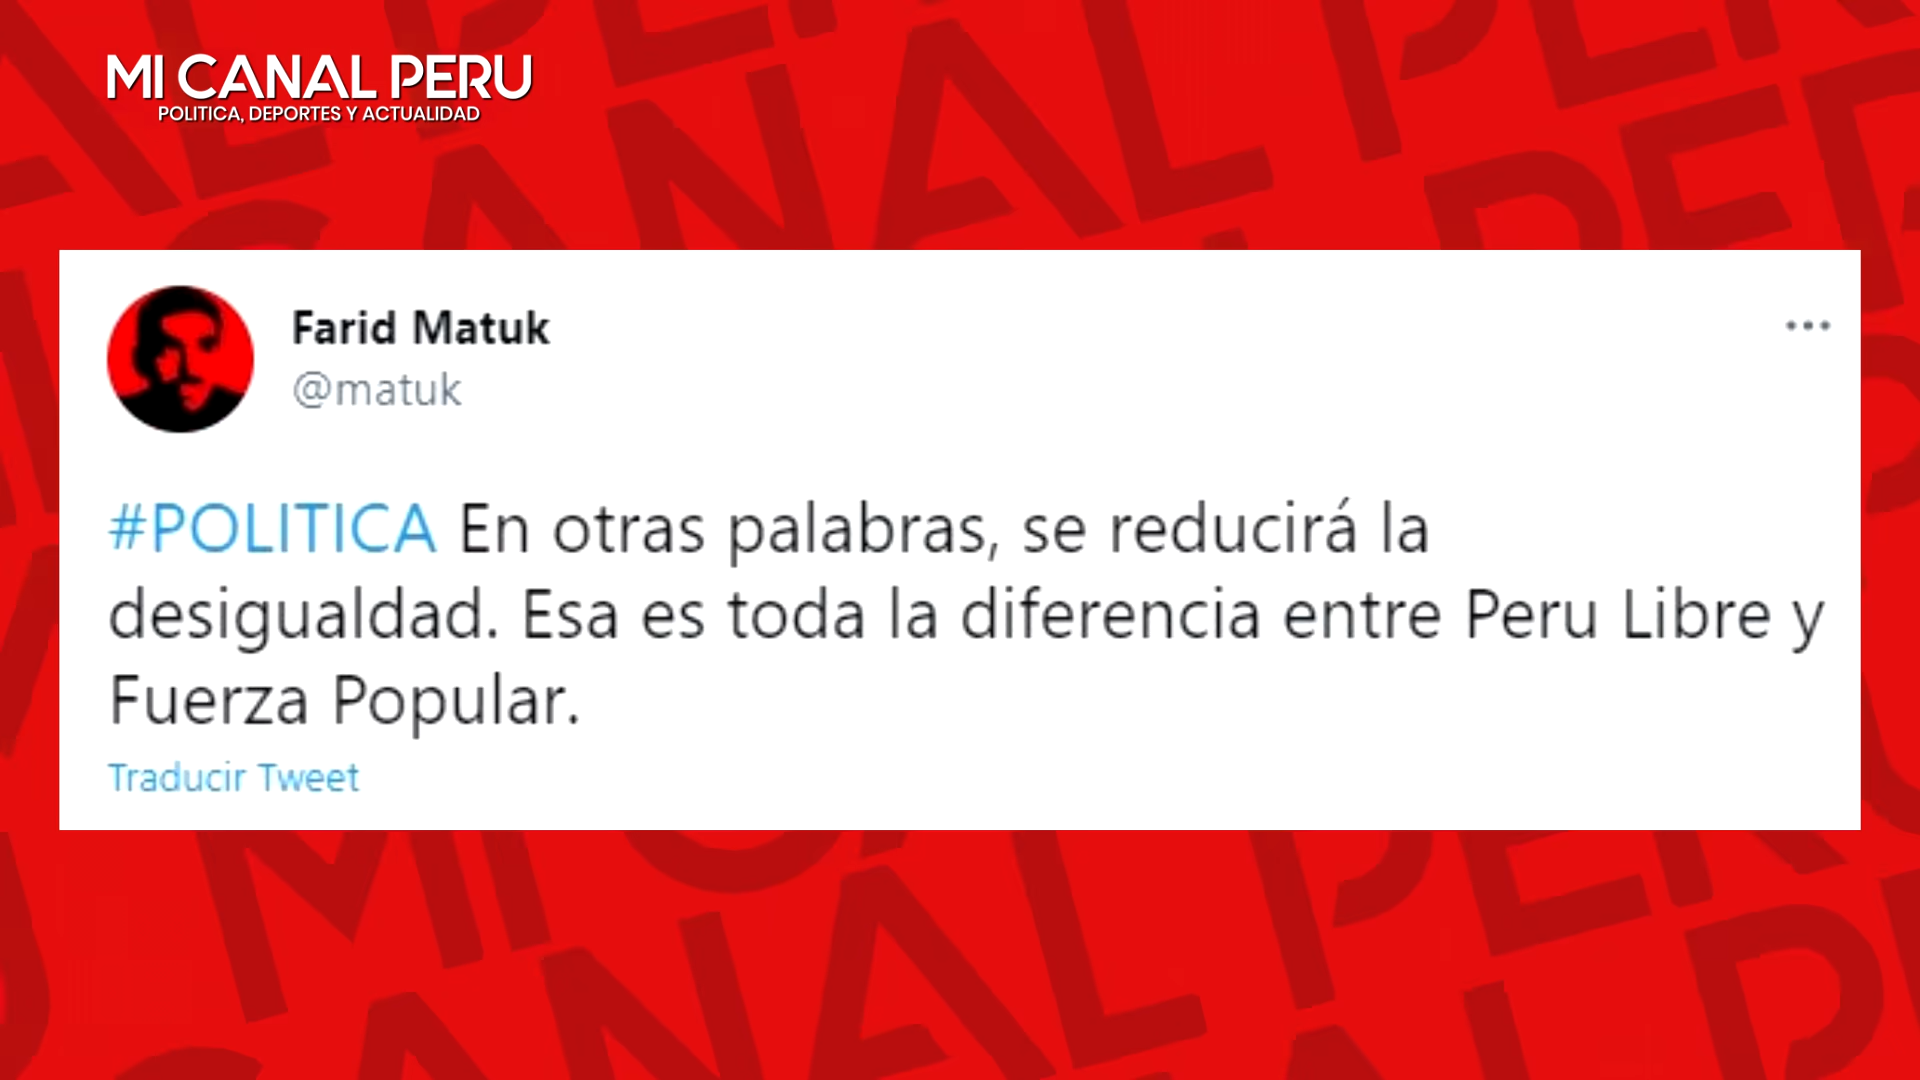 MI CANAL PERU
POLITICA, DEPORTES Y ACTUALIDAD
Farid Matuk
@matuk
#POLITICA En otras palabras, se reducirá la
desigualdad. Esa es toda la diferencia entre Peru Libre y
Fuerza Popular.
Traducir Tweet